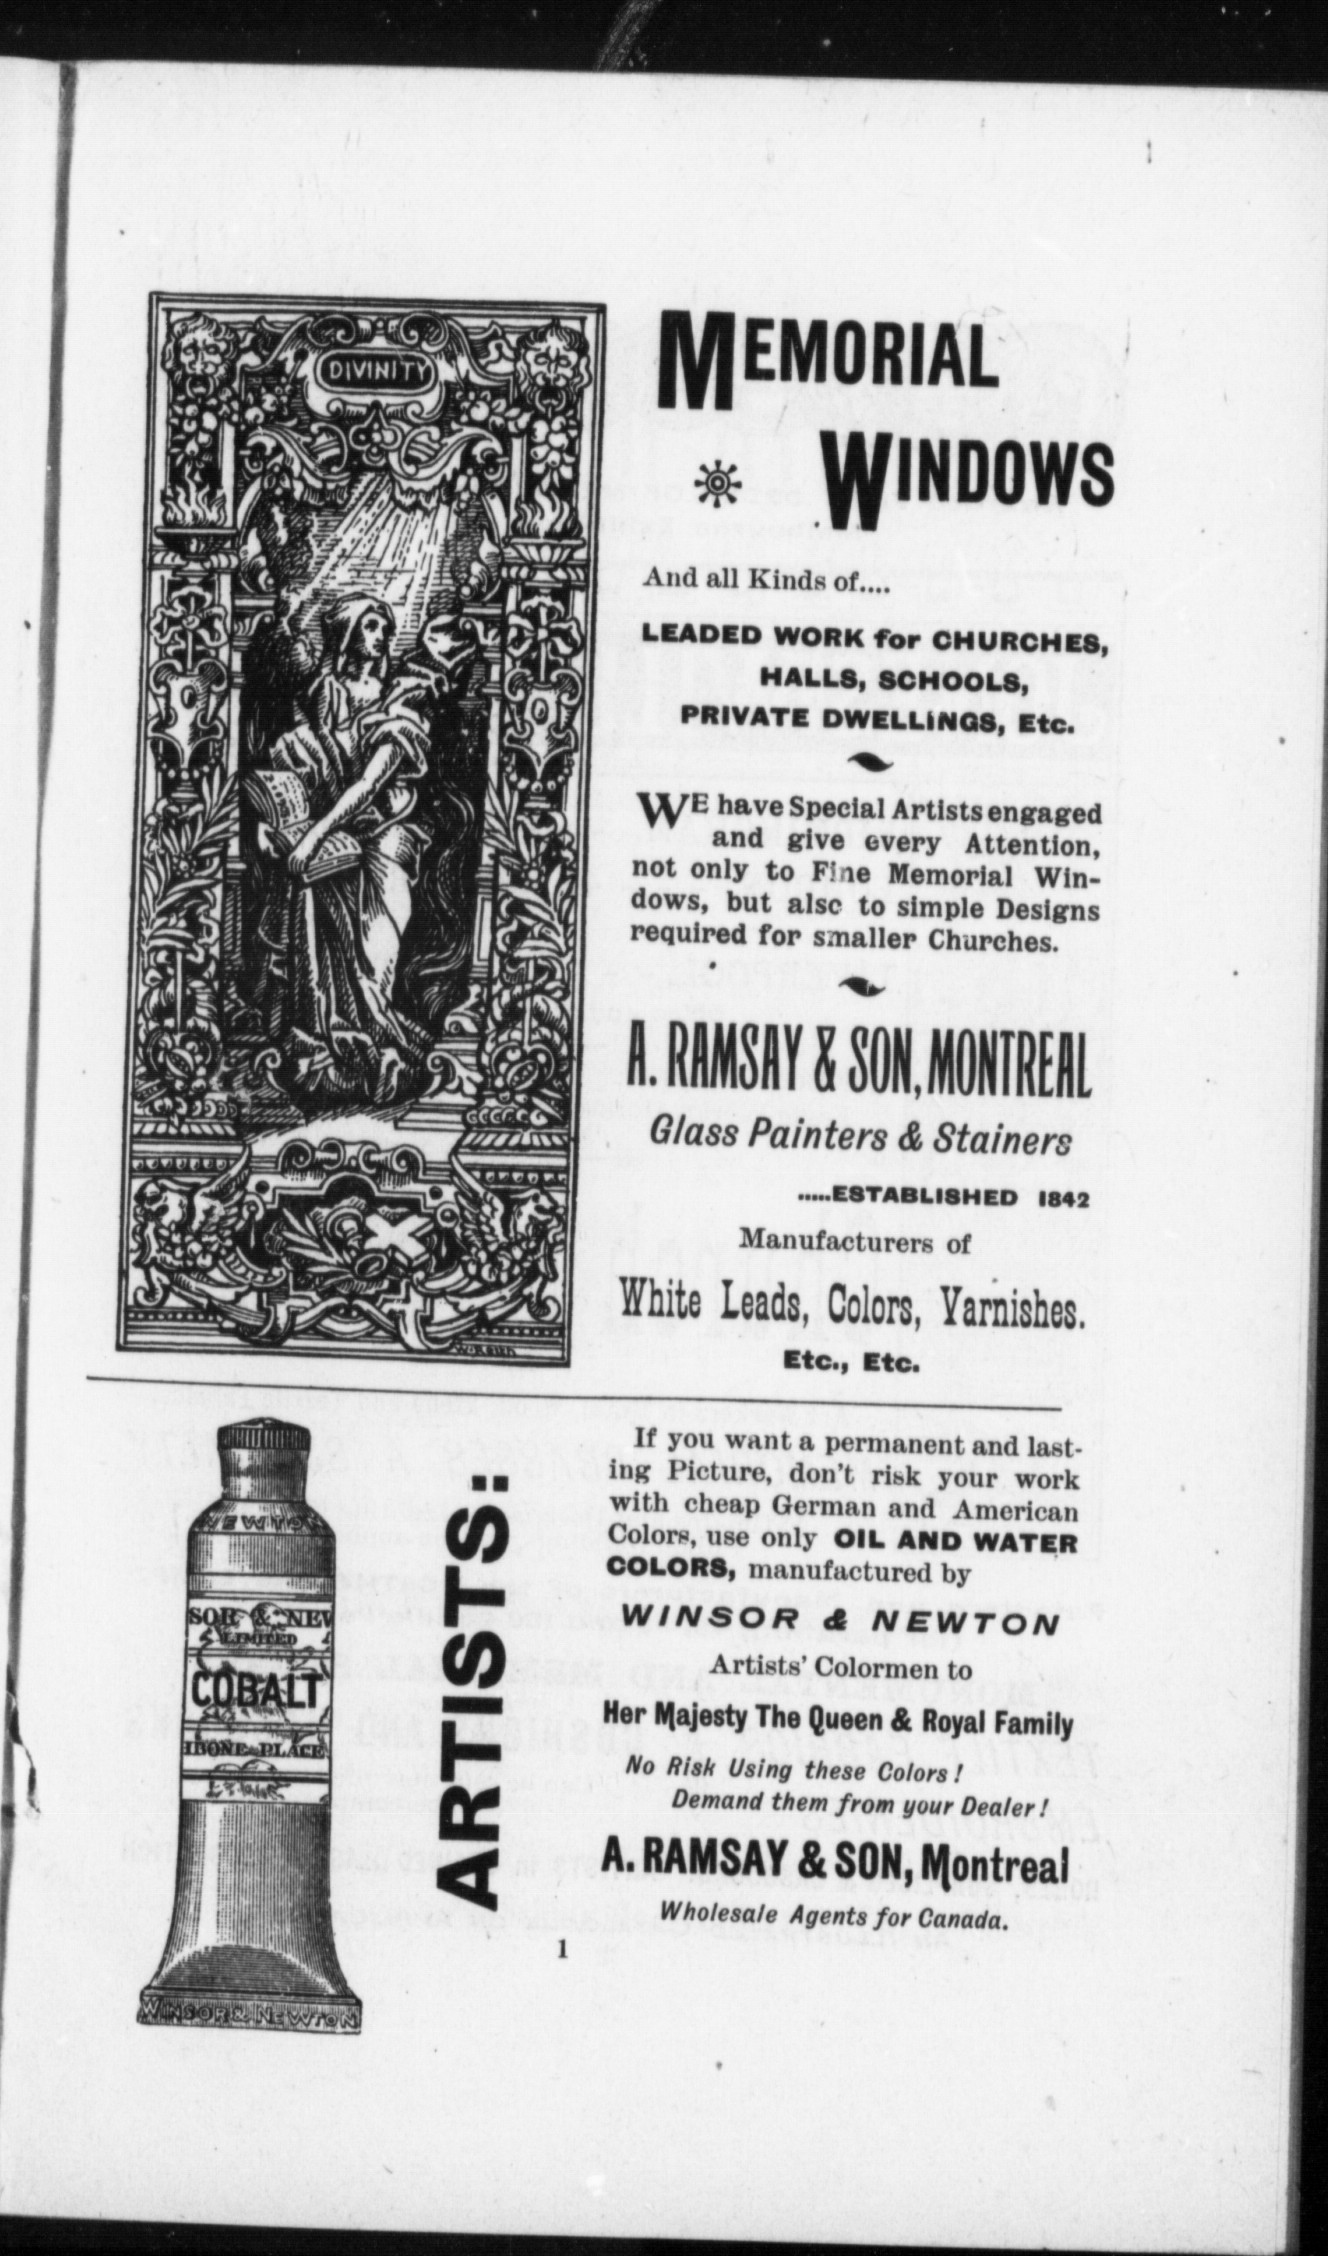 DIVINITY
MEMORIAL
WINDOWS
And all Kinds of....
LEADED WORK for CHURCHES,
HALLS, SCHOOLS,
PRIVATE DWELLINGS, Etc.
WE have Special Artists engaged
and give every Attention,
not only to Fine Memorial Win-
dows, but also to simple Designs
required for smaller Churches.
A. RAMSAY & SON, MONTREAL
Glass Painters & Stainers
.....ESTABLISHED 1842
Manufacturers of
White Leads, Colors, Varnishes.
Etc., Etc.
NEWTON
SOR & NEW
LIMITED
COBALT
HBONE PLACE
WINSOR & NEWTON
ARTISTS:
If you want a permanent and last-
ing Picture, don't risk your work
with cheap German and American
Colors, use only OIL AND WATER
COLORS, manufactured by
WINSOR & NEWTON
Artists' Colormen to
Her Majesty The Queen & Royal Family
No Risk Using these Colors !
Demand them from your Dealer !
A. RAMSAY & SON, Montreal
Wholesale Agents for Canada.
1